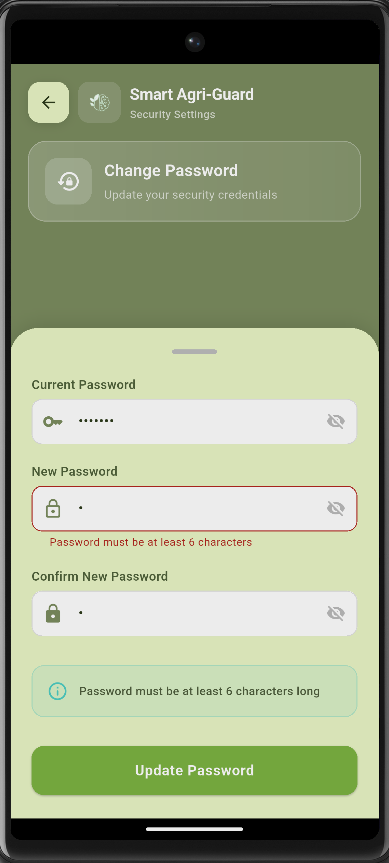 Smart Agri-Guard
Security Settings
Change Password
Update your security credentials
Current Password
•••••••
New Password
•
Password must be at least 6 characters
Confirm New Password
•
Password must be at least 6 characters long
Update Password